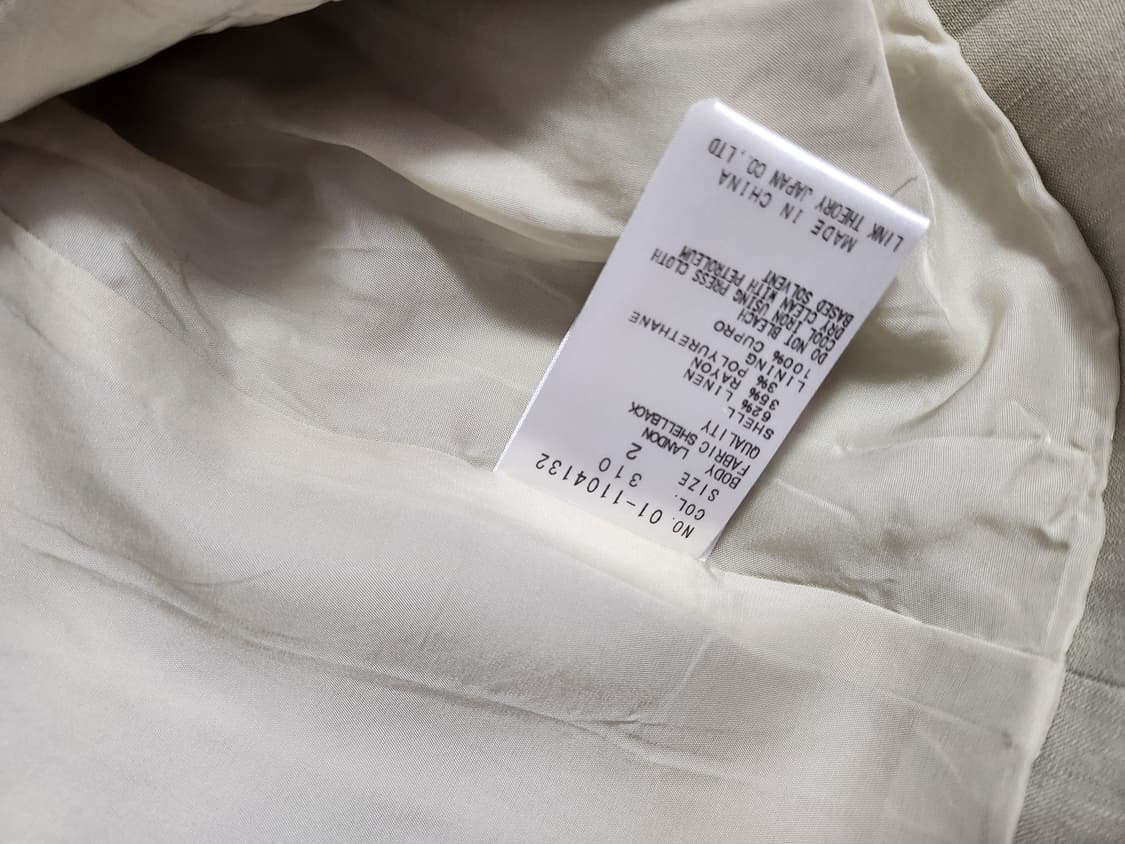 NO. 01-1104132
COL. 310
SIZE 2
BODY LANDON
FABRIC SHELLBACK
QUALITY
SHELL
62% LINEN
35% RAYON
3% POLYURETHANE
LINING
100% CUPRO
DO NOT BLEACH
COOL IRON USING PRESS CLOTH
DRY CLEAN WITH PETROLEUM
BASED SOLVENT
MADE IN CHINA
LINK THEORY JAPAN CO.,LTD